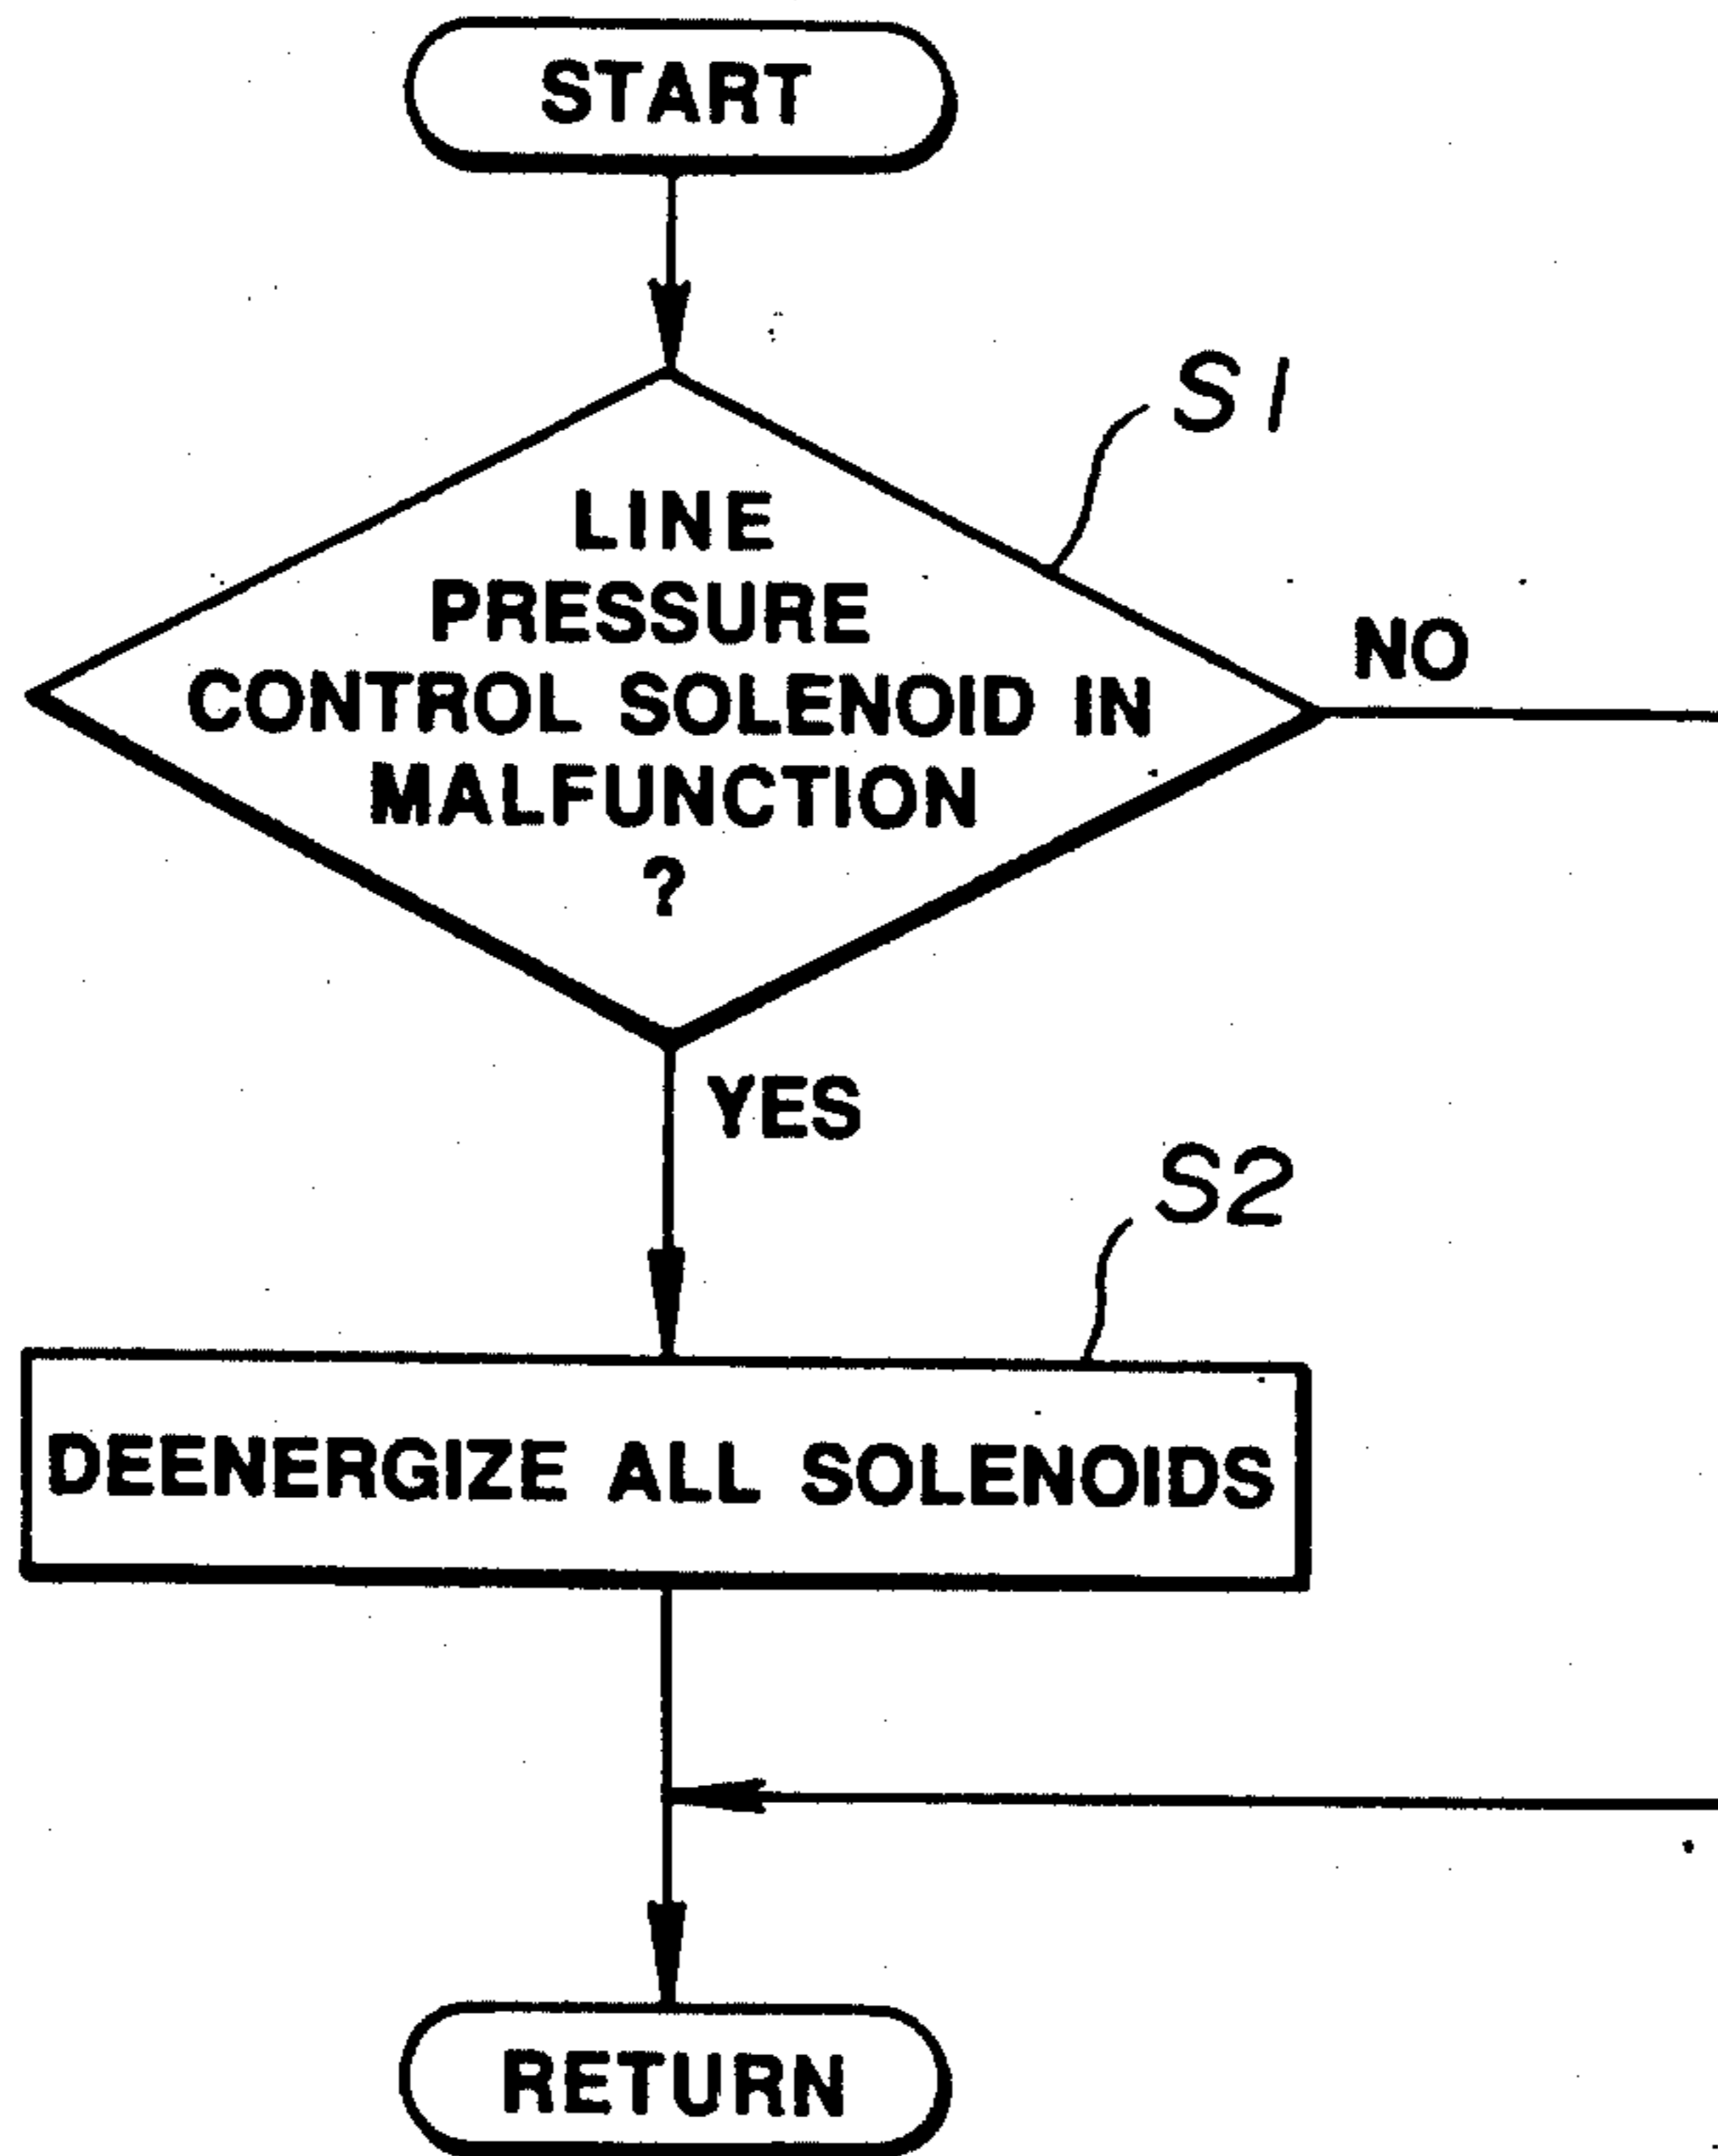 START
S1
LINE
PRESSURE
CONTROL SOLENOID IN
MALFUNCTION
?
NO
YES
S2
DEENERGIZE ALL SOLENOIDS
RETURN